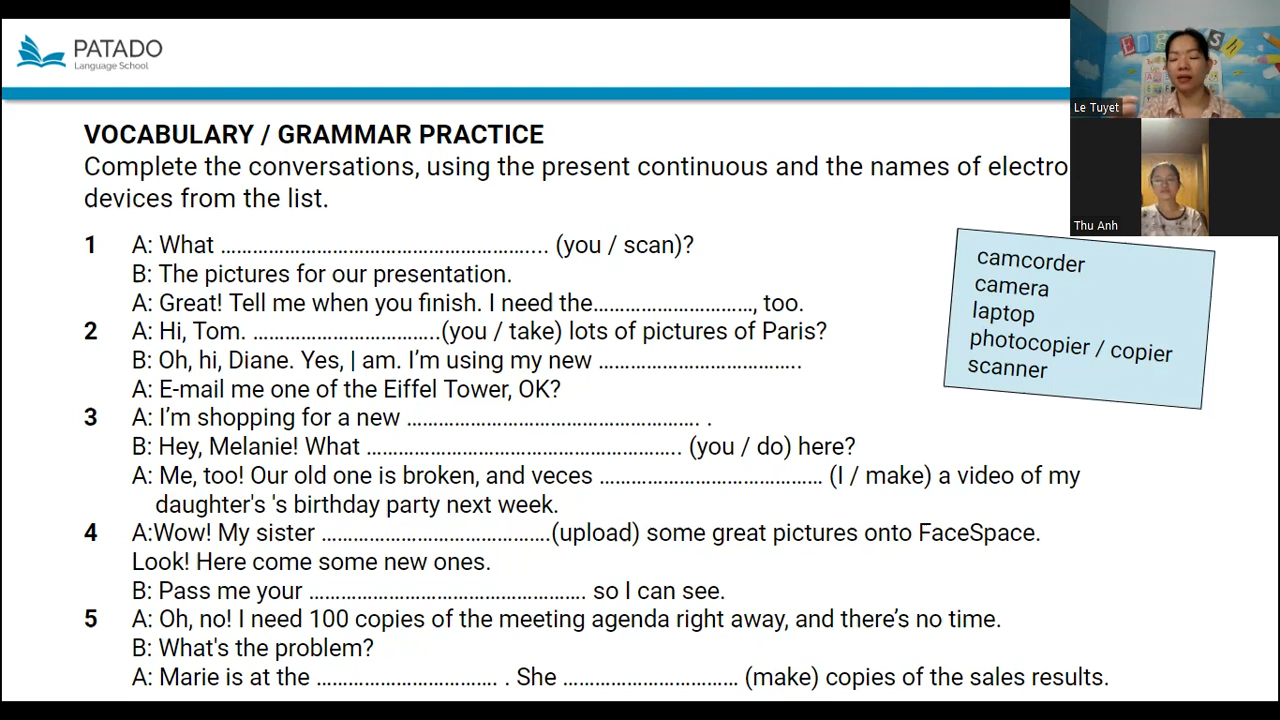 PATADO
Language School
VOCABULARY / GRAMMAR PRACTICE
Complete the conversations, using the present continuous and the names of electro
devices from the list.
1 A: What ……………………………………….... (you / scan)?
B: The pictures for our presentation.
A: Great! Tell me when you finish. I need the…………………, too.
2 A: Hi, Tom. ……………………..(you / take) lots of pictures of Paris?
B: Oh, hi, Diane. Yes, I am. I’m using my new ………………………..
A: E-mail me one of the Eiffel Tower, OK?
3 A: I’m shopping for a new …………………………………. .
B: Hey, Melanie! What …………………………………….. (you / do) here?
A: Me, too! Our old one is broken, and veces ………………………… (I / make) a video of my
daughter's 's birthday party next week.
4 A:Wow! My sister ………………………….(upload) some great pictures onto FaceSpace.
Look! Here come some new ones.
B: Pass me your ………………………………. so I can see.
5 A: Oh, no! I need 100 copies of the meeting agenda right away, and there’s no time.
B: What's the problem?
A: Marie is at the ……………………. . She …………………… (make) copies of the sales results.
camcorder
camera
laptop
photocopier / copier
scanner
Le Tuyet
Thu Anh